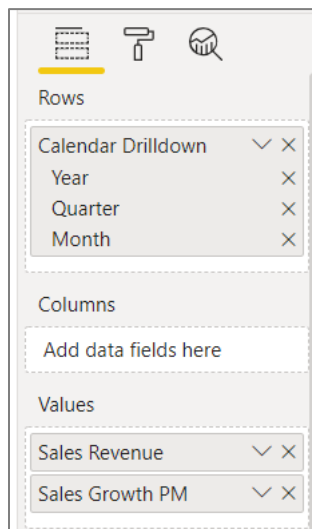 Rows
Calendar Drilldown
Year
Quarter
Month
Columns
Add data fields here
Values
Sales Revenue
Sales Growth PM